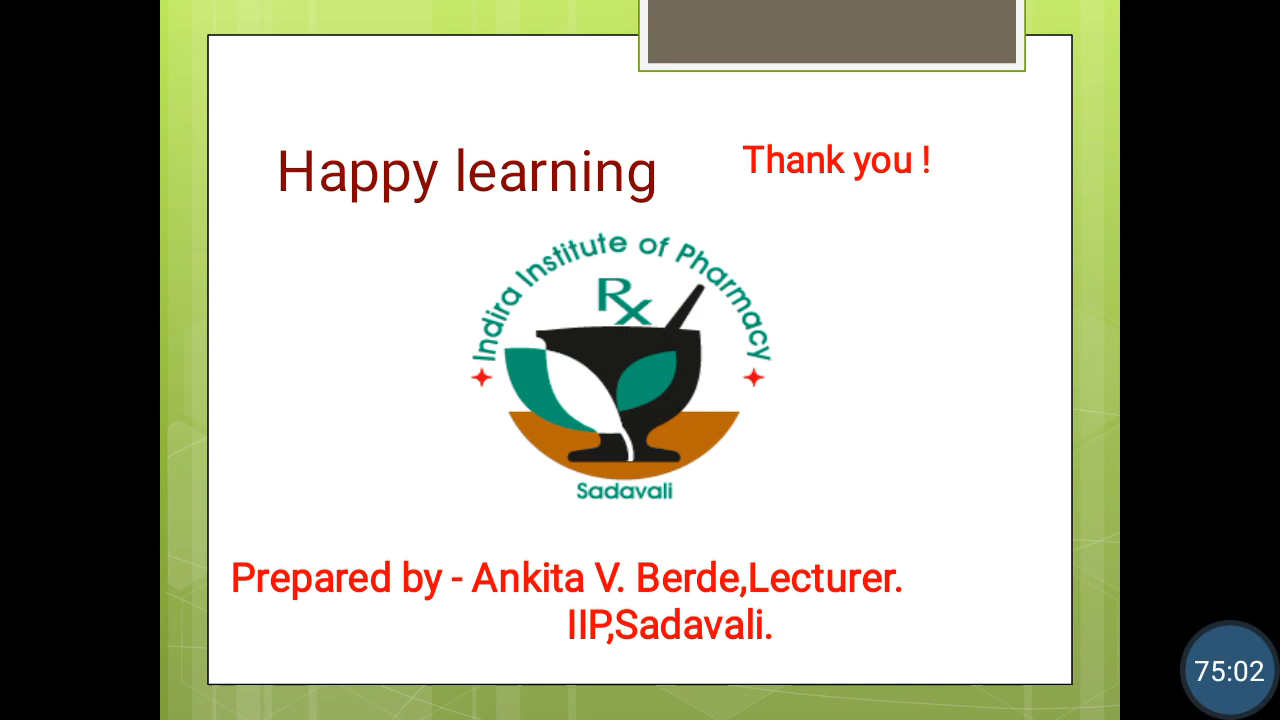 Happy learning
Thank you !
Indira Institute of Pharmacy
Rx
Sadavali
Prepared by - Ankita V. Berde,Lecturer.
IIP,Sadavali.
75:02